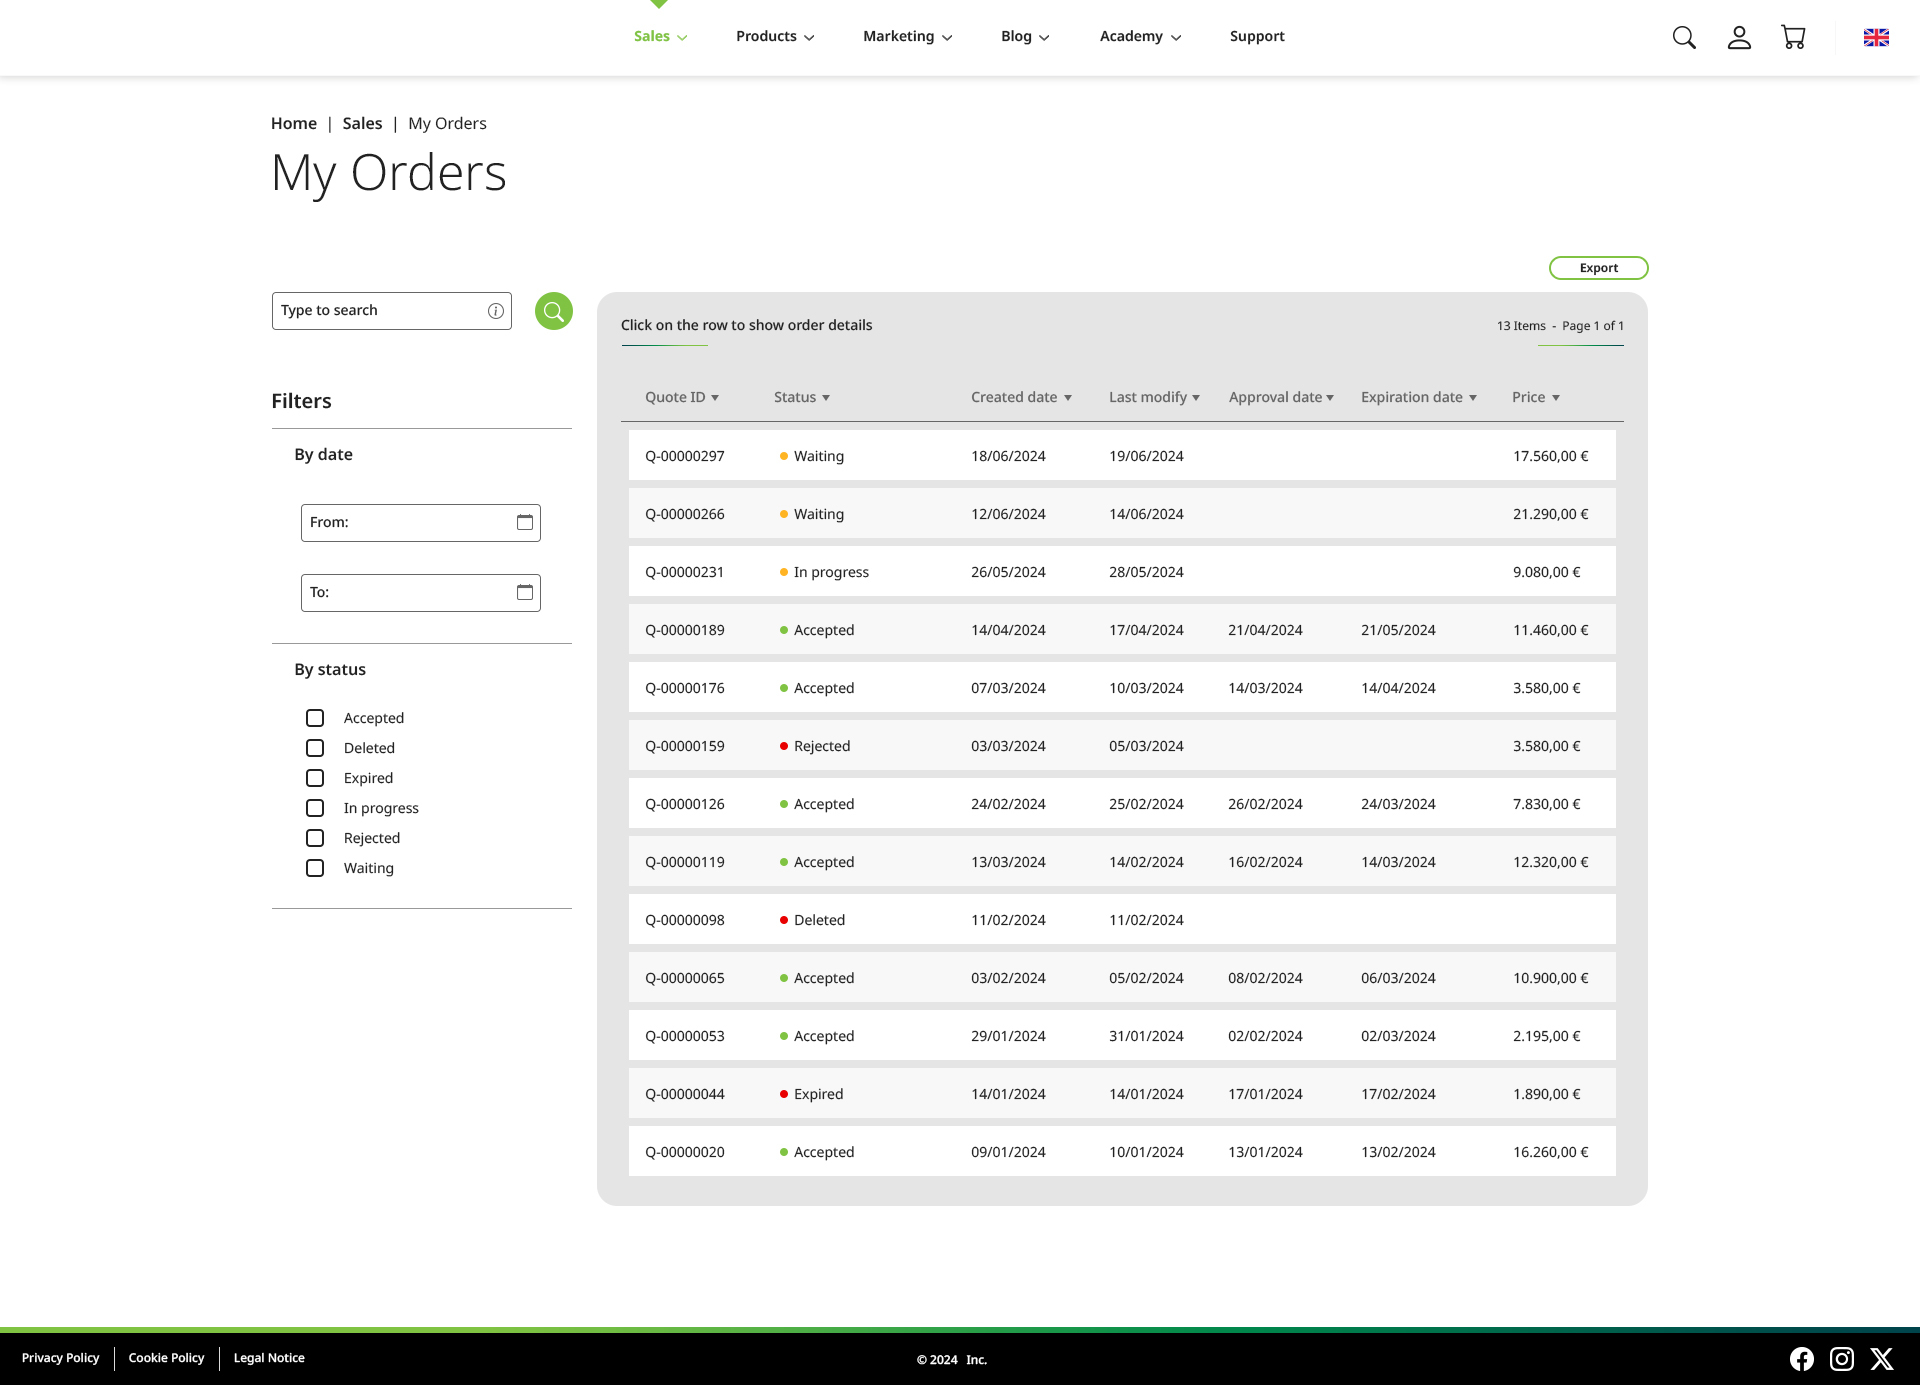 Sales Products Marketing Blog Academy Support
Home | Sales | My Orders
My Orders
Export
Type to search
Click on the row to show order details 13 Items - Page 1 of 1
Filters
By date
From:
To:
By status
Accepted
Deleted
Expired
In progress
Rejected
Waiting
Quote ID Status Created date Last modify Approval date Expiration date Price
Q-00000297 Waiting 18/06/2024 19/06/2024 17.560,00 €
Q-00000266 Waiting 12/06/2024 14/06/2024 21.290,00 €
Q-00000231 In progress 26/05/2024 28/05/2024 9.080,00 €
Q-00000189 Accepted 14/04/2024 17/04/2024 21/04/2024 21/05/2024 11.460,00 €
Q-00000176 Accepted 07/03/2024 10/03/2024 14/03/2024 14/04/2024 3.580,00 €
Q-00000159 Rejected 03/03/2024 05/03/2024 3.580,00 €
Q-00000126 Accepted 24/02/2024 25/02/2024 26/02/2024 24/03/2024 7.830,00 €
Q-00000119 Accepted 13/03/2024 14/02/2024 16/02/2024 14/03/2024 12.320,00 €
Q-00000098 Deleted 11/02/2024 11/02/2024
Q-00000065 Accepted 03/02/2024 05/02/2024 08/02/2024 06/03/2024 10.900,00 €
Q-00000053 Accepted 29/01/2024 31/01/2024 02/02/2024 02/03/2024 2.195,00 €
Q-00000044 Expired 14/01/2024 14/01/2024 17/01/2024 17/02/2024 1.890,00 €
Q-00000020 Accepted 09/01/2024 10/01/2024 13/01/2024 13/02/2024 16.260,00 €
Privacy Policy Cookie Policy Legal Notice © 2024 Inc.